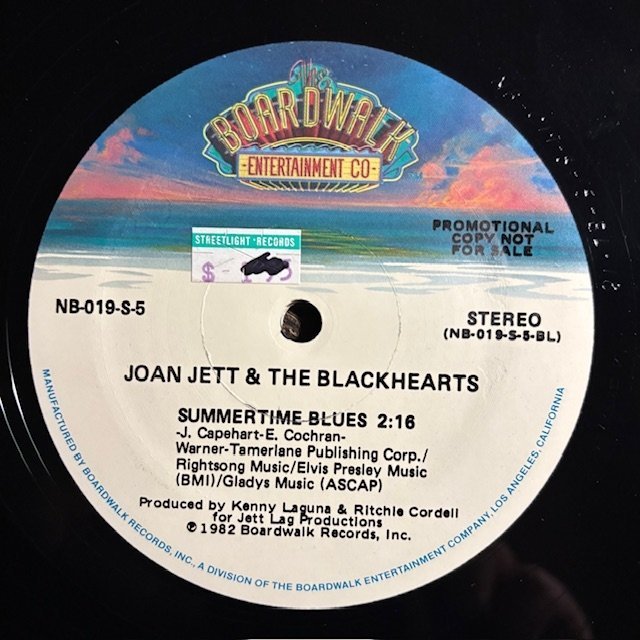 The
BOARDWALK
ENTERTAINMENT CO
STREETLIGHT · RECORDS
PROMOTIONAL
COPY NOT
FOR SALE
NB-019-S-5
STEREO
(NB-019-S-5-BL)
JOAN JETT & THE BLACKHEARTS
SUMMERTIME BLUES 2:16
-J. Capehart-E. Cochran-
Warner-Tamerlane Publishing Corp./
Rightsong Music/Elvis Presley Music
(BMI)/Gladys Music (ASCAP)
Produced by Kenny Laguna & Ritchie Cordell
for Jett Lag Productions
℗ 1982 Boardwalk Records, Inc.
MANUFACTURED BY BOARDWALK RECORDS, INC., A DIVISION OF THE BOARDWALK ENTERTAINMENT COMPANY, LOS ANGELES, CALIFORNIA